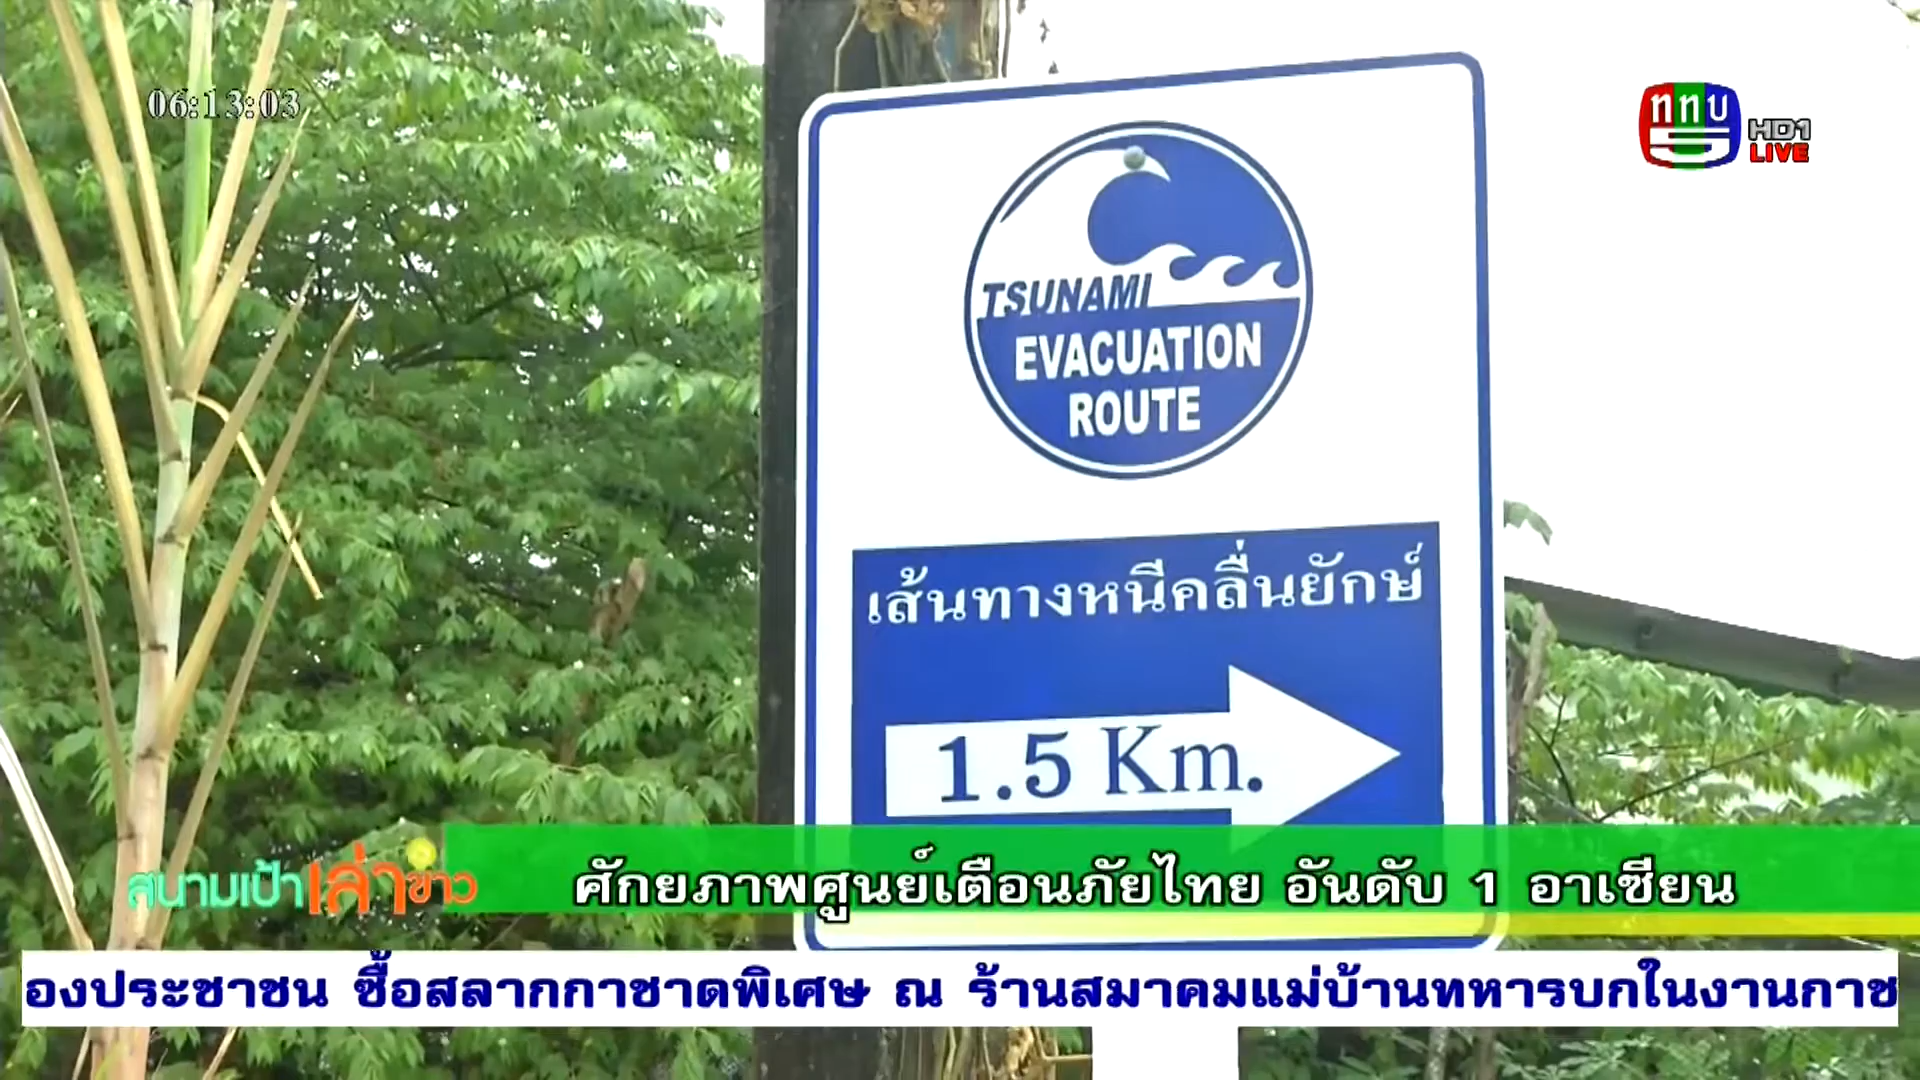 06:13:03
ททบ
5
HD1
LIVE
TSUNAMI
EVACUATION
ROUTE
เส้นทางหนีคลื่นยักษ์
1.5 Km.
สนามเป้าเล่าข่าว
ศักยภาพศูนย์เตือนภัยไทย อันดับ 1 อาเซียน
องประชาชน ซื้อสลากกาชาดพิเศษ ณ ร้านสมาคมแม่บ้านทหารบกในงานกาช